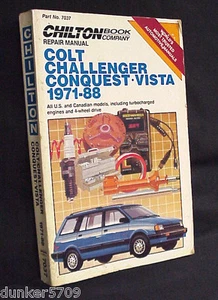 Part No. 7037
CHILTON BOOK COMPANY
REPAIR MANUAL
COLT
CHALLENGER
CONQUEST·VISTA
1971-88
All U.S. and Canadian models, including turbocharged
engines and 4-wheel drive
CHILTON
dunker5709